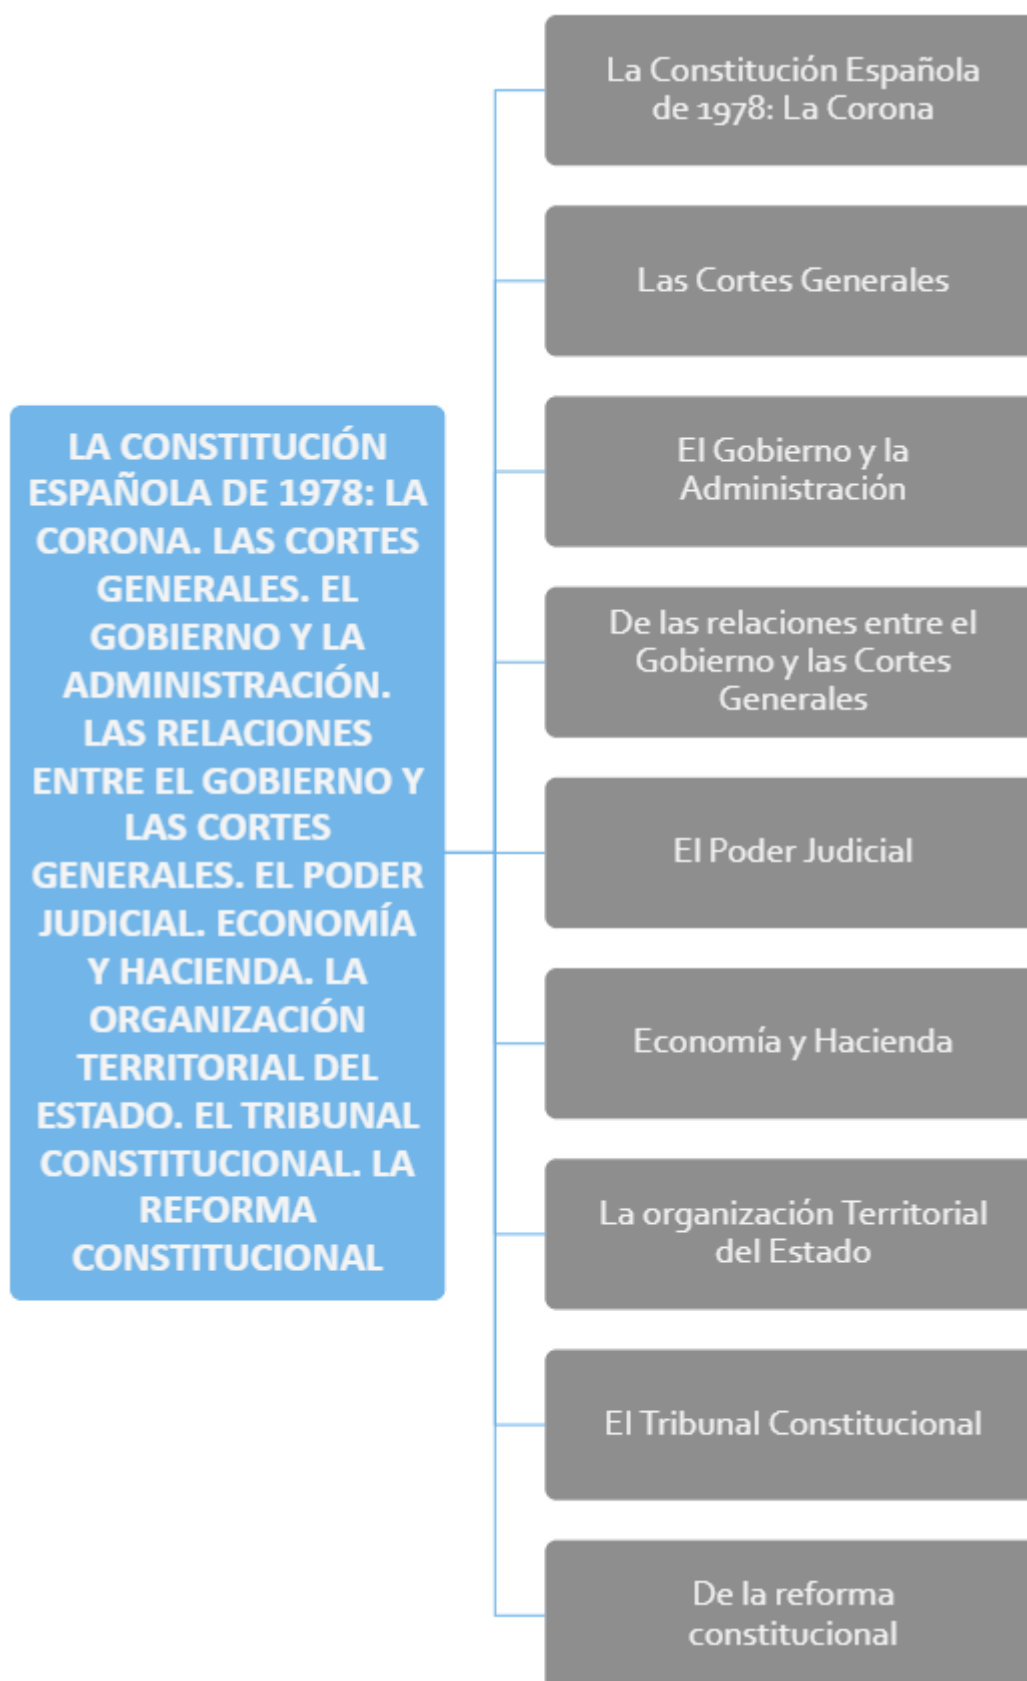 LA CONSTITUCIÓN
ESPAÑOLA DE 1978: LA
CORONA. LAS CORTES
GENERALES. EL
GOBIERNO Y LA
ADMINISTRACIÓN.
LAS RELACIONES
ENTRE EL GOBIERNO Y
LAS CORTES
GENERALES. EL PODER
JUDICIAL. ECONOMÍA
Y HACIENDA. LA
ORGANIZACIÓN
TERRITORIAL DEL
ESTADO. EL TRIBUNAL
CONSTITUCIONAL. LA
REFORMA
CONSTITUCIONAL
La Constitución Española
de 1978: La Corona
Las Cortes Generales
El Gobierno y la
Administración
De las relaciones entre el
Gobierno y las Cortes
Generales
El Poder Judicial
Economía y Hacienda
La organización Territorial
del Estado
El Tribunal Constitucional
De la reforma
constitucional